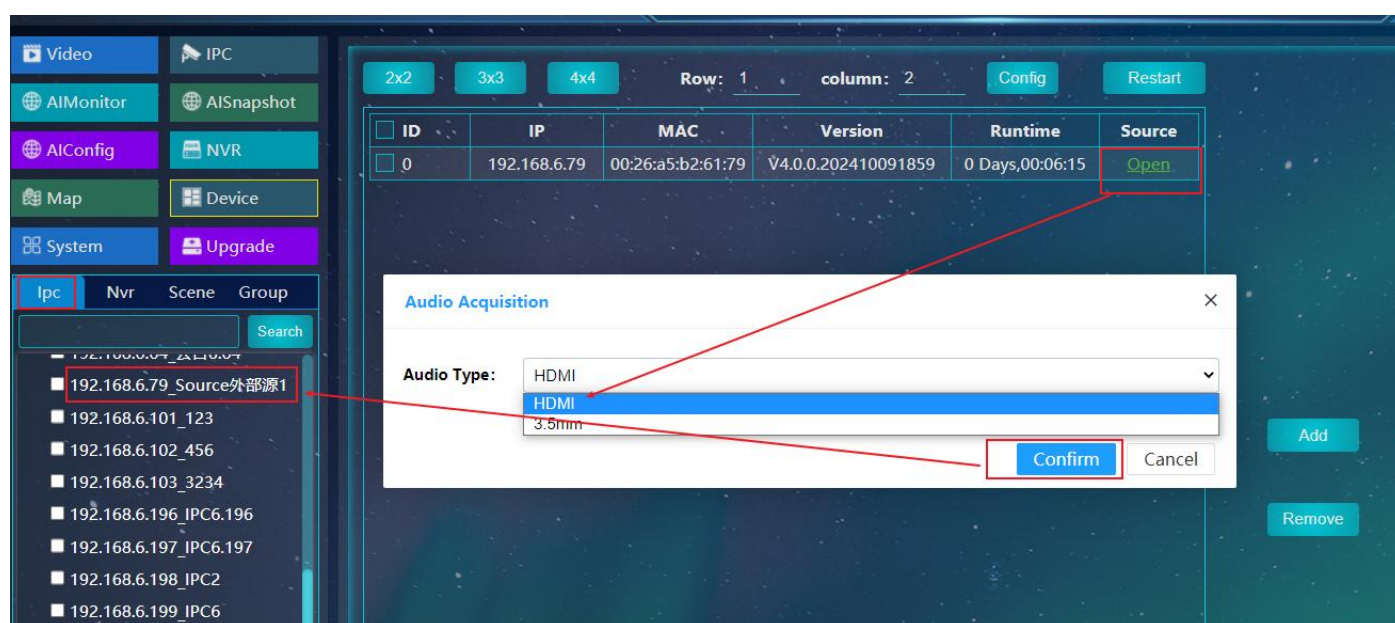 Video
IPC
AIMonitor
AISnapshot
AIConfig
NVR
Map
Device
System
Upgrade
Ipc Nvr Scene Group
Search
192.168.6.79_Source外部源1
192.168.6.101_123
192.168.6.102_456
192.168.6.103_3234
192.168.6.196_IPC6.196
192.168.6.197_IPC6.197
192.168.6.198_IPC2
192.168.6.199_IPC6
2x2 3x3 4x4 Row: 1 column: 2 Config Restart
ID IP MAC Version Runtime Source
0 192.168.6.79 00:26:a5:b2:61:79 V4.0.0.202410091859 0 Days,00:06:15 Open
Audio Acquisition
Audio Type: HDMI
HDMI
3.5mm
Confirm Cancel
Add
Remove